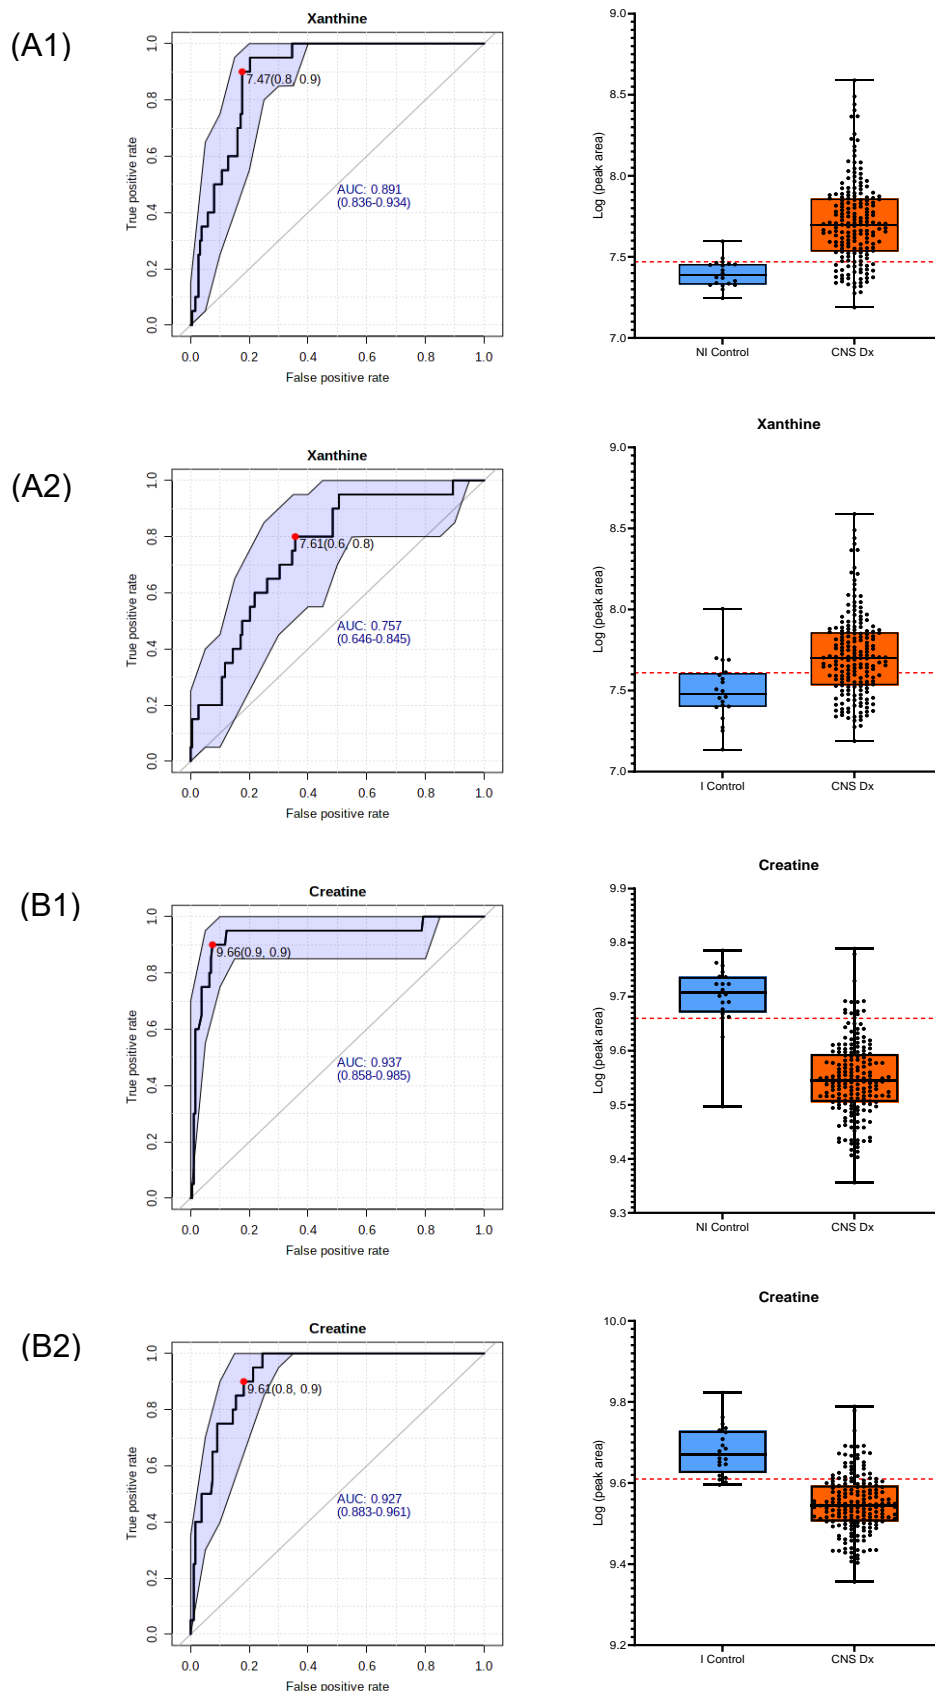 (A1)
Xanthine
True positive rate
1.0
0.8
0.6
0.4
0.2
0.0
7.47(0.8, 0.9)
AUC: 0.891
(0.836-0.934)
0.0 0.2 0.4 0.6 0.8 1.0
False positive rate
Log (peak area)
9.0
8.5
8.0
7.5
7.0
NI Control CNS Dx
(A2)
Xanthine
True positive rate
1.0
0.8
0.6
0.4
0.2
0.0
7.61(0.6, 0.8)
AUC: 0.757
(0.646-0.845)
0.0 0.2 0.4 0.6 0.8 1.0
False positive rate
Xanthine
Log (peak area)
9.0
8.5
8.0
7.5
7.0
I Control CNS Dx
(B1)
Creatine
True positive rate
1.0
0.8
0.6
0.4
0.2
0.0
9.66(0.9, 0.9)
AUC: 0.937
(0.858-0.985)
0.0 0.2 0.4 0.6 0.8 1.0
False positive rate
Creatine
Log (peak area)
9.9
9.8
9.7
9.6
9.5
9.4
9.3
NI Control CNS Dx
(B2)
Creatine
True positive rate
1.0
0.8
0.6
0.4
0.2
0.0
9.61(0.8, 0.9)
AUC: 0.927
(0.883-0.961)
0.0 0.2 0.4 0.6 0.8 1.0
False positive rate
Creatine
Log (peak area)
10.0
9.8
9.6
9.4
9.2
I Control CNS Dx